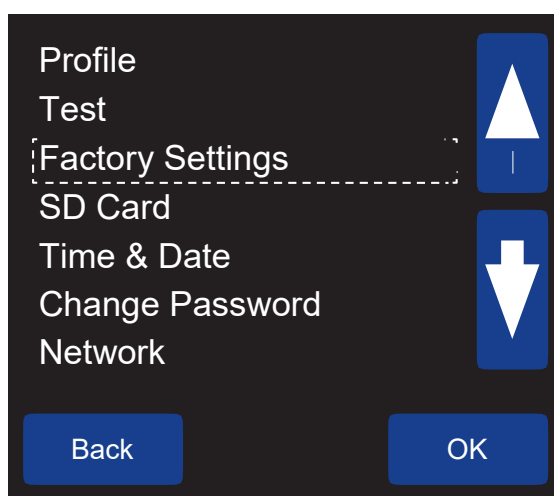 Profile
Test
Factory Settings
SD Card
Time & Date
Change Password
Network
Back
OK